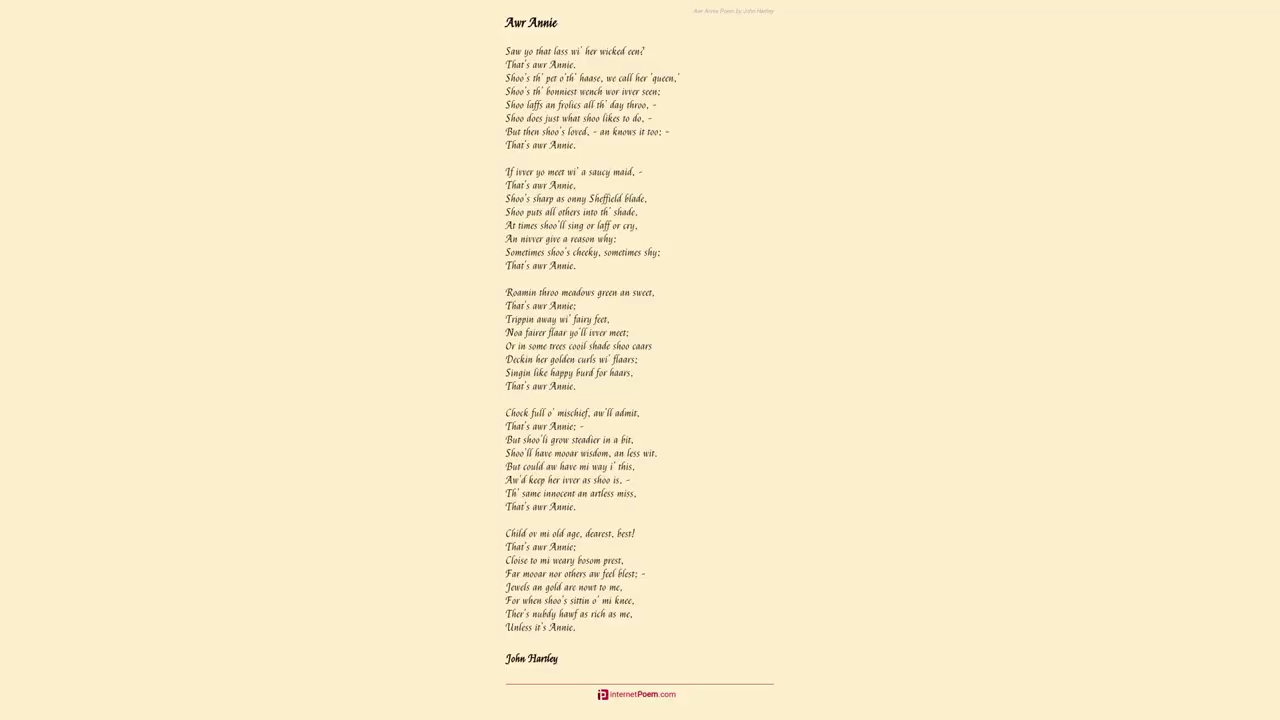 Awr Annie Poem by John Hartley
Awr Annie
Saw yo that lass wi' her wicked een?
That's awr Annie.
Shoo's th' pet o'th' haase, we call her 'queen,'
Shoo's th' bonniest wench wor ivver seen;
Shoo laffs an frolics all th' day throo, -
Shoo does just what shoo likes to do, -
But then shoo's loved, - an knows it too; -
That's awr Annie.
If ivver yo meet wi' a saucy maid, -
That's awr Annie.
Shoo's sharp as onny Sheffield blade,
Shoo puts all others into th' shade.
At times shoo'll sing or laff or cry,
An nivver give a reason why;
Sometimes shoo's cheeky, sometimes shy;
That's awr Annie.
Roamin throo meadows green an sweet,
That's awr Annie;
Trippin away wi' fairy feet,
Noa fairer flaar yo'll ivver meet;
Or in some trees cooil shade shoo caars
Deckin her golden curls wi' flaars;
Singin like happy burd for haars,
That's awr Annie.
Chock full o' mischief, aw'll admit,
That's awr Annie; -
But shoo'li grow steadier in a bit,
Shoo'll have mooar wisdom, an less wit.
But could aw have mi way i' this,
Aw'd keep her ivver as shoo is, -
Th' same innocent an artless miss,
That's awr Annie.
Child ov mi old age, dearest, best!
That's awr Annie;
Cloise to mi weary bosom prest,
Far mooar nor others aw feel blest; -
Jewels an gold are nowt to me,
For when shoo's sittin o' mi knee,
Ther's nubdy hawf as rich as me,
Unless it's Annie.
John Hartley
internetPoem.com